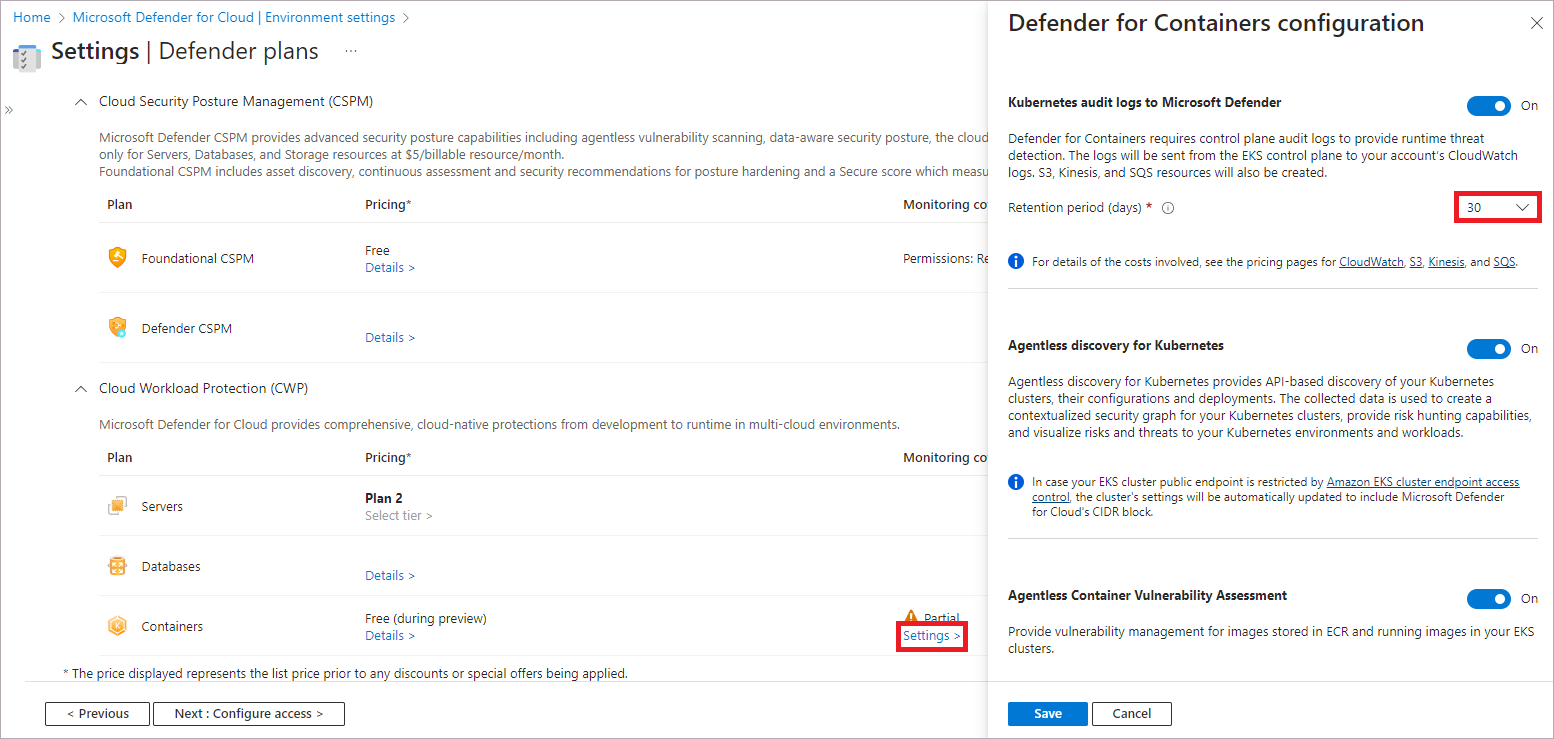 Home > Microsoft Defender for Cloud | Environment settings >
Settings | Defender plans ...
»
Cloud Security Posture Management (CSPM)
Microsoft Defender CSPM provides advanced security posture capabilities including agentless vulnerability scanning, data-aware security posture, the cloud
only for Servers, Databases, and Storage resources at $5/billable resource/month.
Foundational CSPM includes asset discovery, continuous assessment and security recommendations for posture hardening and a Secure score which measu
Plan Pricing* Monitoring co
Foundational CSPM
Free
Details >
Permissions: Re
Defender CSPM
Details >
Cloud Workload Protection (CWP)
Microsoft Defender for Cloud provides comprehensive, cloud-native protections from development to runtime in multi-cloud environments.
Plan Pricing* Monitoring co
Servers
Plan 2
Select tier >
Databases
Details >
Containers
Free (during preview)
Details >
Partial
Settings >
* The price displayed represents the list price prior to any discounts or special offers being applied.
< Previous
Next : Configure access >
Defender for Containers configuration
Kubernetes audit logs to Microsoft Defender
On
Defender for Containers requires control plane audit logs to provide runtime threat
detection. The logs will be sent from the EKS control plane to your account's CloudWatch
logs. S3, Kinesis, and SQS resources will also be created.
Retention period (days) *
30
For details of the costs involved, see the pricing pages for CloudWatch, S3, Kinesis, and SQS.
Agentless discovery for Kubernetes
On
Agentless discovery for Kubernetes provides API-based discovery of your Kubernetes
clusters, their configurations and deployments. The collected data is used to create a
contextualized security graph for your Kubernetes clusters, provide risk hunting capabilities,
and visualize risks and threats to your Kubernetes environments and workloads.
In case your EKS cluster public endpoint is restricted by Amazon EKS cluster endpoint access
control, the cluster's settings will be automatically updated to include Microsoft Defender
for Cloud's CIDR block.
Agentless Container Vulnerability Assessment
On
Provide vulnerability management for images stored in ECR and running images in your EKS
clusters.
Save
Cancel